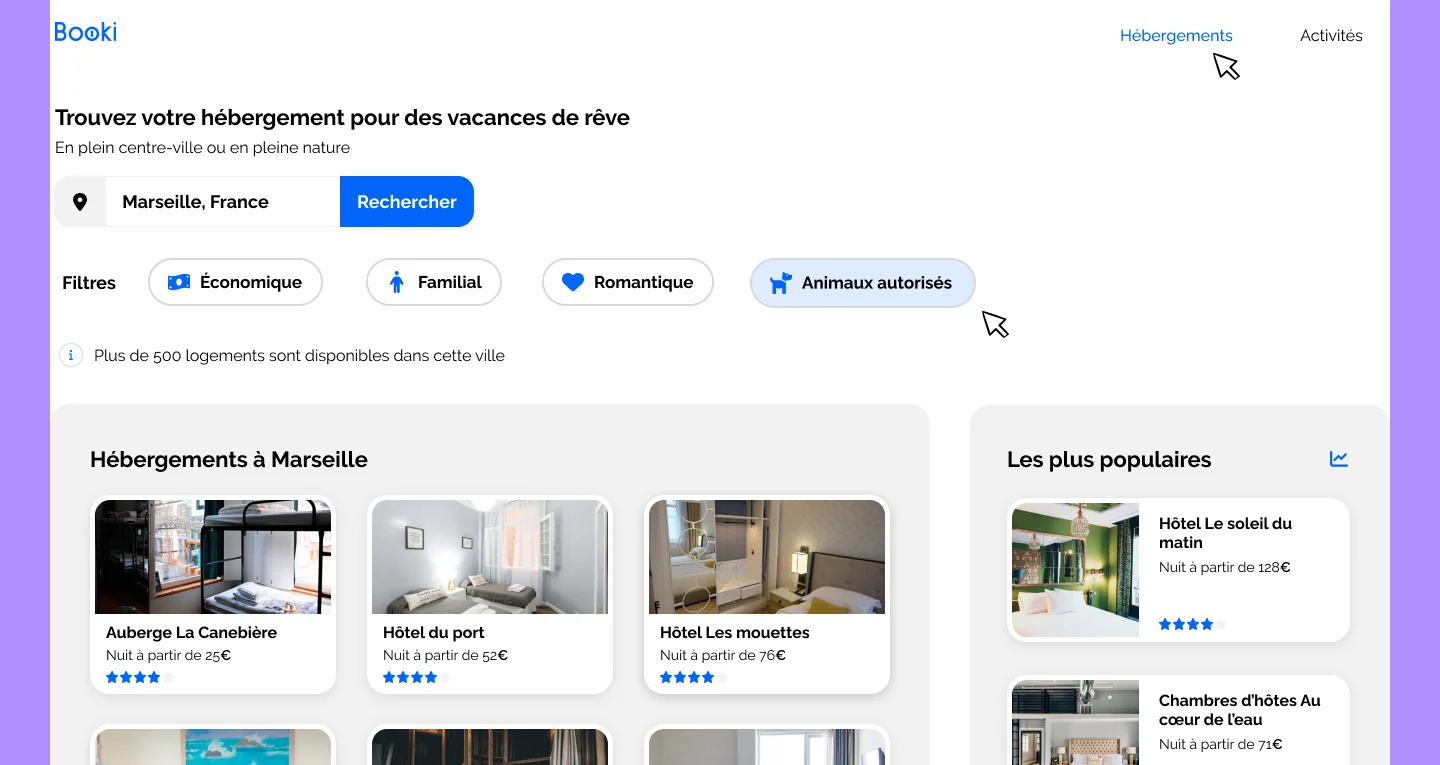 Booki
Hébergements
Activités
Trouvez votre hébergement pour des vacances de rêve
En plein centre-ville ou en pleine nature
Marseille, France
Rechercher
Filtres
Économique
Familial
Romantique
Animaux autorisés
Plus de 500 logements sont disponibles dans cette ville
Hébergements à Marseille
Auberge La Canebière
Nuit à partir de 25€
Hôtel du port
Nuit à partir de 52€
Hôtel Les mouettes
Nuit à partir de 76€
Les plus populaires
Hôtel Le soleil du
matin
Nuit à partir de 128€
Chambres d'hôtes Au
cœur de l'eau
Nuit à partir de 71€